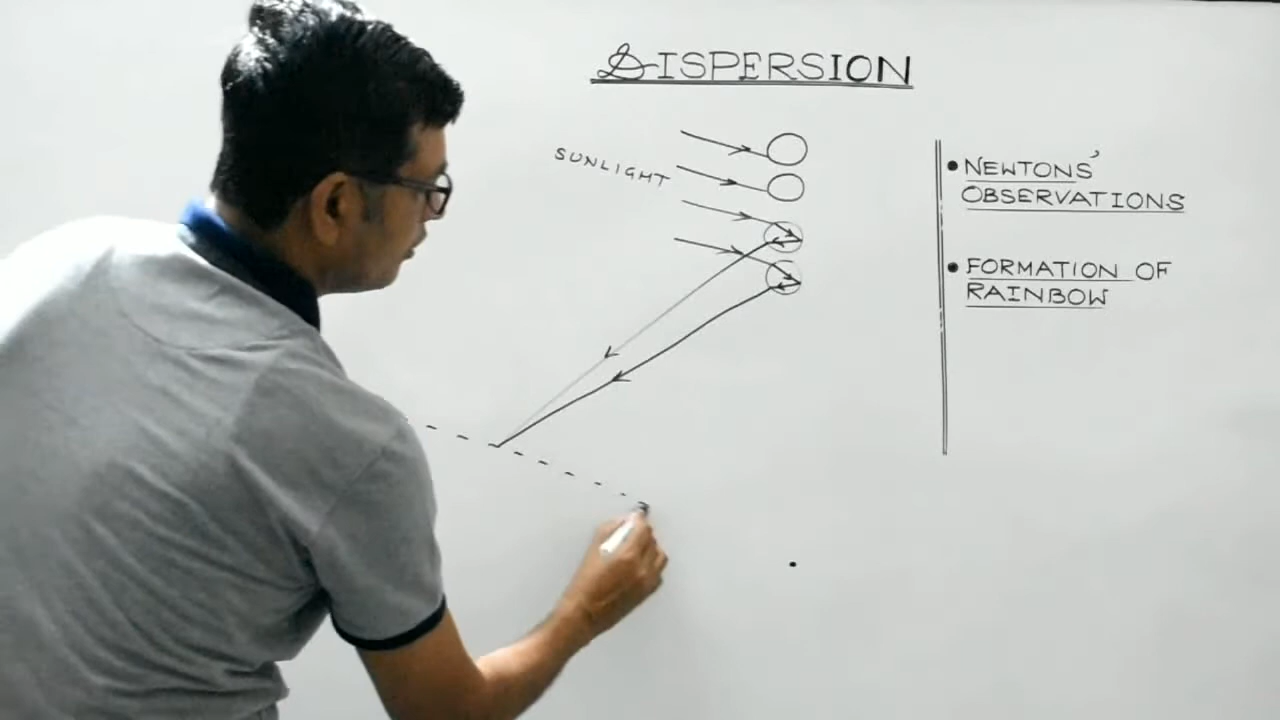 DISPERSION
SUNLIGHT
• NEWTONS'
OBSERVATIONS
• FORMATION OF
RAINBOW